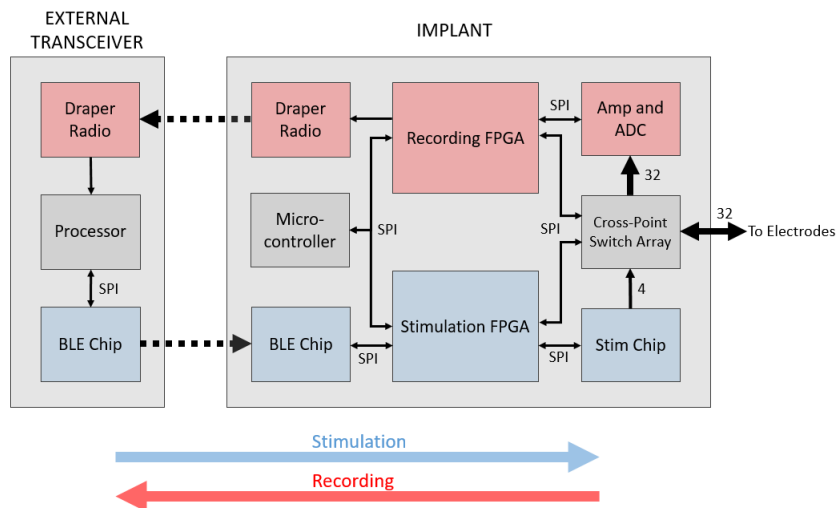 EXTERNAL
TRANSCEIVER
IMPLANT
Draper
Radio
Processor
SPI
BLE Chip
Draper
Radio
Micro-
controller
BLE Chip
SPI
SPI
Recording FPGA
Stimulation FPGA
SPI
SPI
SPI
Amp and
ADC
32
Cross-Point
Switch Array
4
Stim Chip
32
To Electrodes
Stimulation
Recording